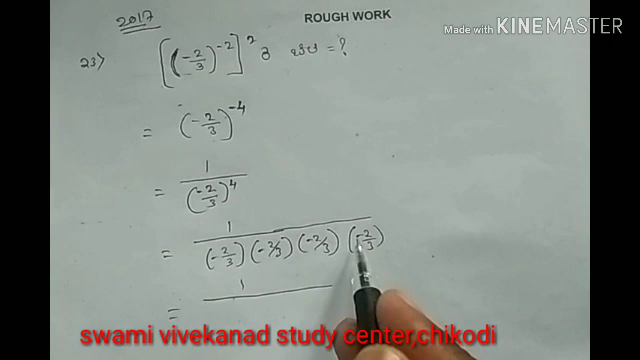 2017
ROUGH WORK
Made with KINEMASTER
23) [(-2/3)^-2]^2 ರ ಬೆಲೆ = ?
= (-2/3)^-4
= 1/(-2/3)^4
= 1/(-2/3)(-2/3)(-2/3)(-2/3)
= 1
swami vivekanad study center,chikodi